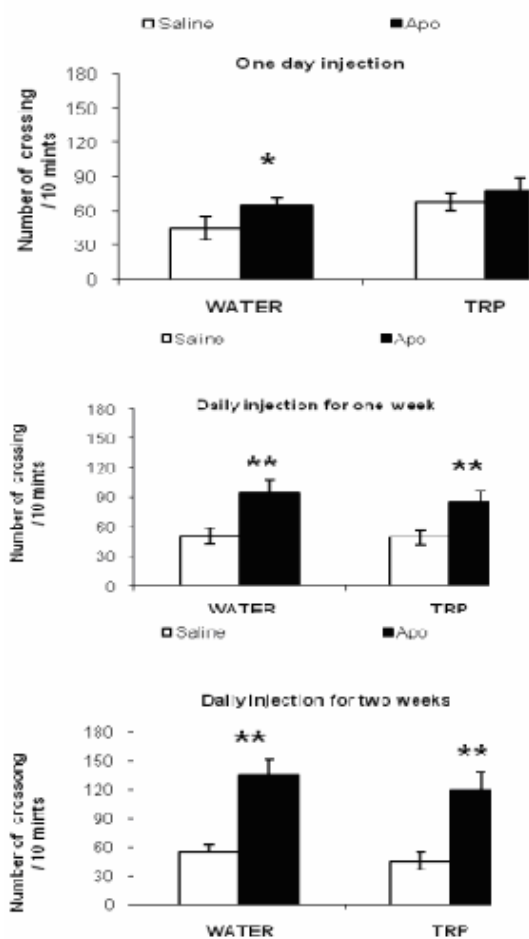 Saline Apo
One day injection
Number of crossing
/ 10 mints
180
150
120
90
60
30
0
*
WATER TRP
Saline Apo
Daily injection for one week
Number of crossing
/ 10 mints
180
150
120
90
60
30
0
** **
WATER TRP
Saline Apo
Daily injection for two weeks
Number of crossong
/ 10 mints
180
150
120
90
60
30
0
** **
WATER TRP